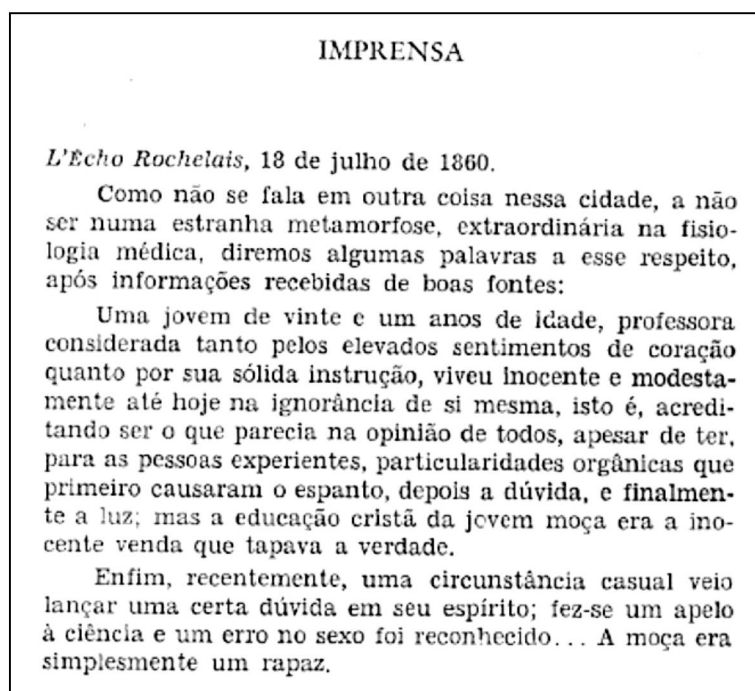 IMPRENSA
L'Écho Rochelais, 18 de julho de 1860.
Como não se fala em outra coisa nessa cidade, a não
ser numa estranha metamorfose, extraordinária na fisio-
logia médica, diremos algumas palavras a esse respeito,
após informações recebidas de boas fontes:
Uma jovem de vinte e um anos de idade, professora
considerada tanto pelos elevados sentimentos de coração
quanto por sua sólida instrução, viveu inocente e modesta-
mente até hoje na ignorância de si mesma, isto é, acredi-
tando ser o que parecia na opinião de todos, apesar de ter,
para as pessoas experientes, particularidades orgânicas que
primeiro causaram o espanto, depois a dúvida, e finalmen-
te a luz; mas a educação cristã da jovem moça era a ino-
cente venda que tapava a verdade.
Enfim, recentemente, uma circunstância casual veio
lançar uma certa dúvida em seu espírito; fez-se um apelo
à ciência e um erro no sexo foi reconhecido... A moça era
simplesmente um rapaz.